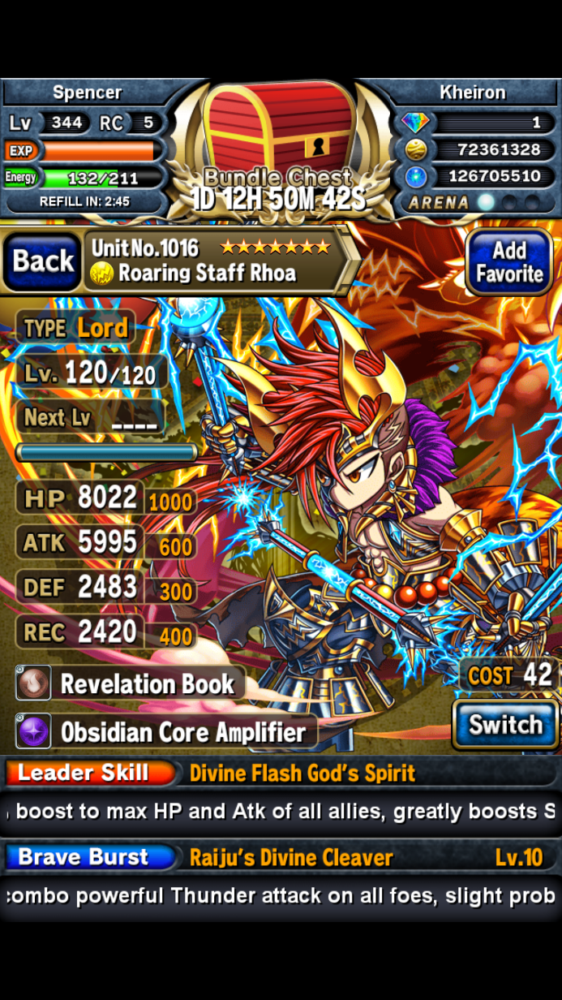 Spencer
Kheiron
Lv 344 RC 5
1
EXP
72361328
Energy 132/211
126705510
REFILL IN: 2:45
Bundle Chest
1D 12H 50M 42S
ARENA
Back
Unit No.1016 ★★★★★★★
Roaring Staff Rhoa
Add
Favorite
TYPE Lord
Lv. 120/120
Next Lv ____
HP 8022 1000
ATK 5995 600
DEF 2483 300
REC 2420 400
Revelation Book
COST 42
Obsidian Core Amplifier
Switch
Leader Skill Divine Flash God's Spirit
, boost to max HP and Atk of all allies, greatly boosts S
Brave Burst Raiju's Divine Cleaver Lv.10
combo powerful Thunder attack on all foes, slight prob